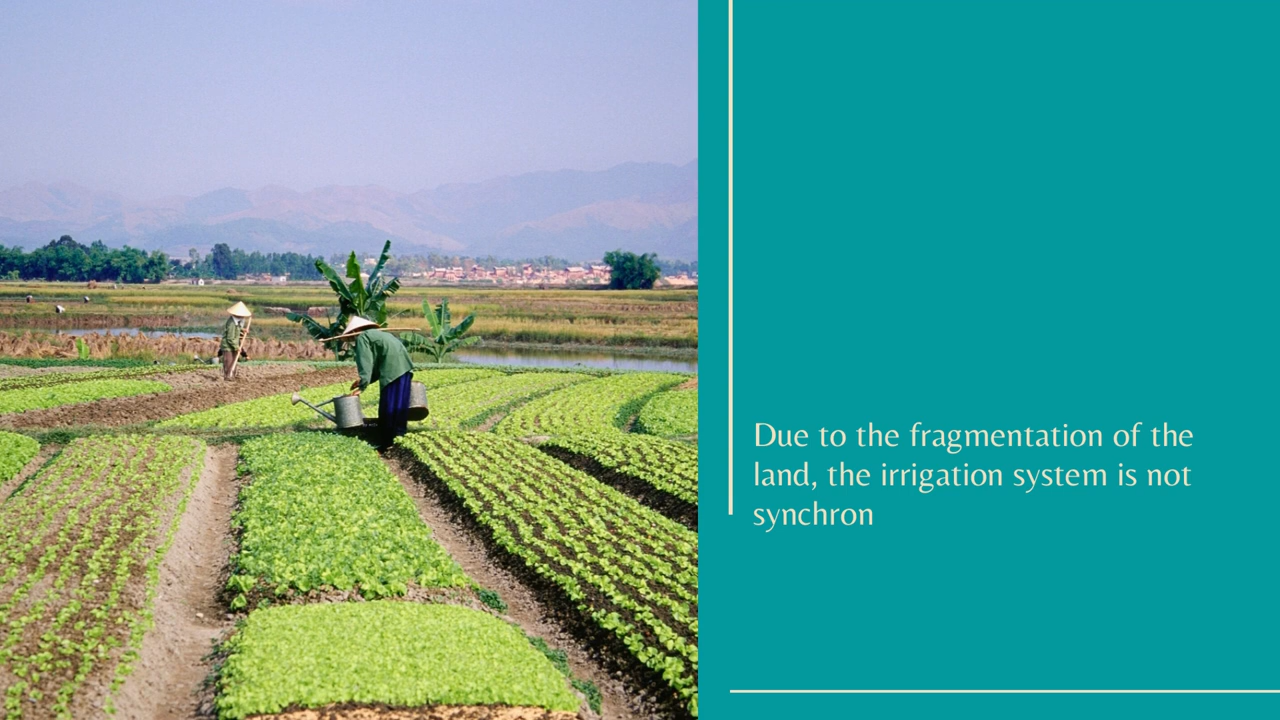 Due to the fragmentation of the
land, the irrigation system is not
synchron